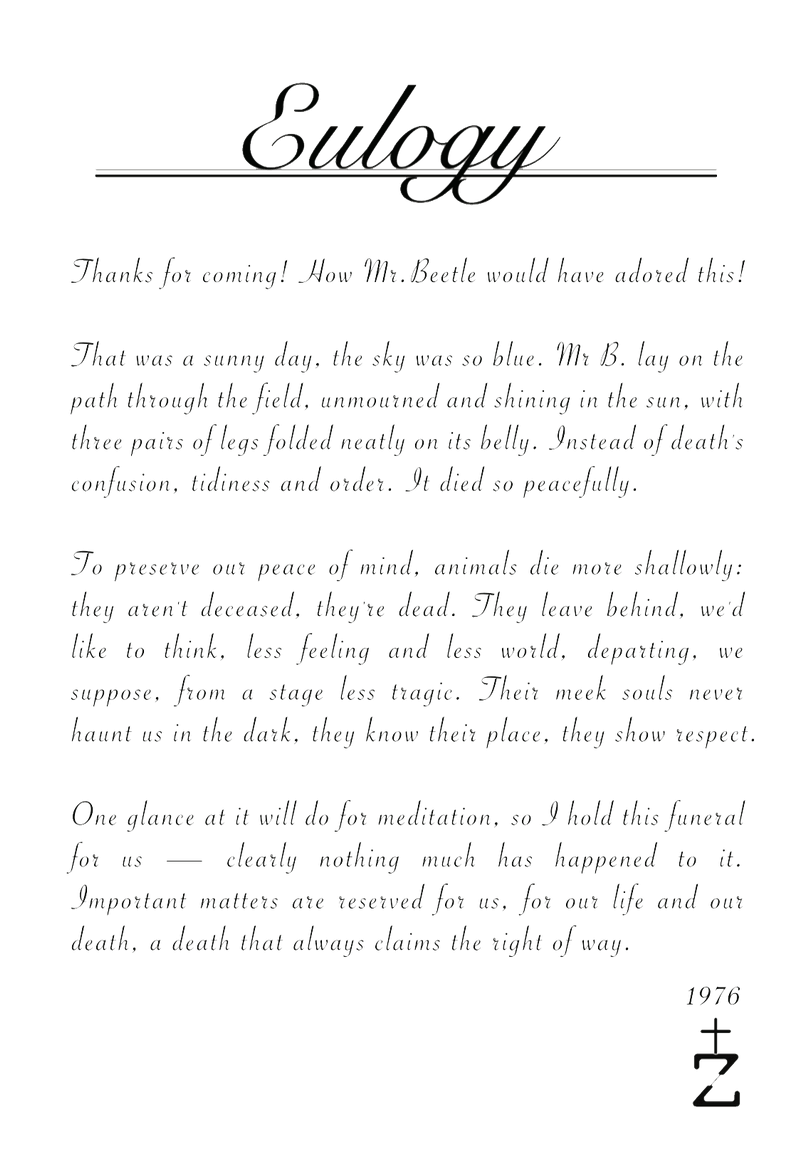 Eulogy
Thanks for coming! How Mr.Beetle would have adored this!
That was a sunny day, the sky was so blue. Mr B. lay on the
path through the field, unmourned and shining in the sun, with
three pairs of legs folded neatly on its belly. Instead of death's
confusion, tidiness and order. It died so peacefully.
To preserve our peace of mind, animals die more shallowly:
they aren't deceased, they're dead. They leave behind, we'd
like to think, less feeling and less world, departing, we
suppose, from a stage less tragic. Their meek souls never
haunt us in the dark, they know their place, they show respect.
One glance at it will do for meditation, so I hold this funeral
for us — clearly nothing much has happened to it.
Important matters are reserved for us, for our life and our
death, a death that always claims the right of way.
1976
Z